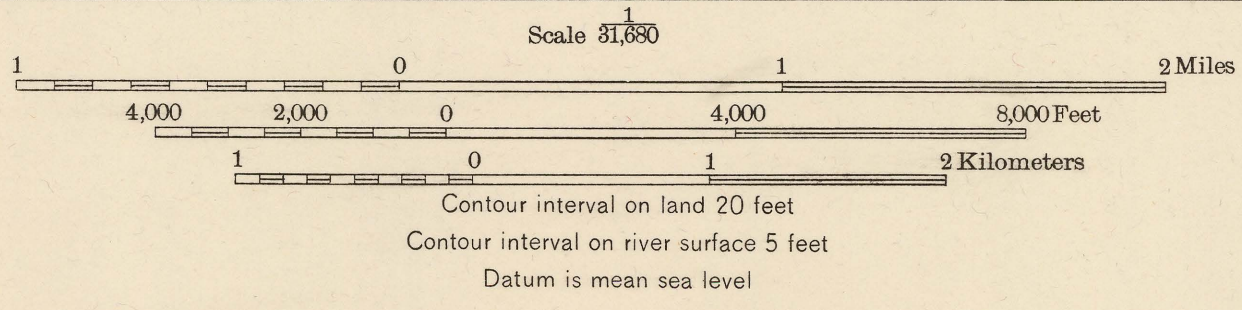 Scale 1/31,680
1 0 1 2 Miles
4,000 2,000 0 4,000 8,000 Feet
1 0 1 2 Kilometers
Contour interval on land 20 feet
Contour interval on river surface 5 feet
Datum is mean sea level